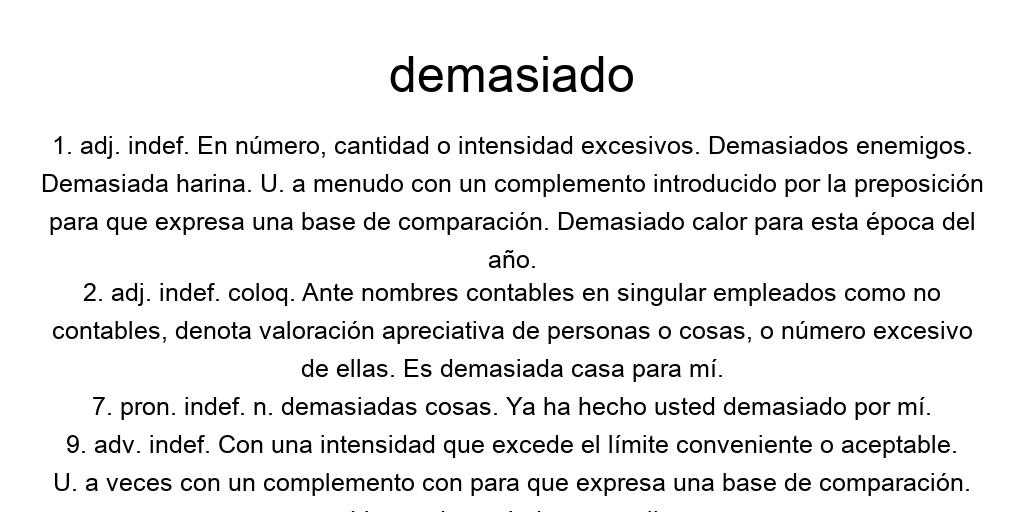 demasiado
1. adj. indef. En número, cantidad o intensidad excesivos. Demasiados enemigos.
Demasiada harina. U. a menudo con un complemento introducido por la preposición
para que expresa una base de comparación. Demasiado calor para esta época del
año.
2. adj. indef. coloq. Ante nombres contables en singular empleados como no
contables, denota valoración apreciativa de personas o cosas, o número excesivo
de ellas. Es demasiada casa para mí.
7. pron. indef. n. demasiadas cosas. Ya ha hecho usted demasiado por mí.
9. adv. indef. Con una intensidad que excede el límite conveniente o aceptable.
U. a veces con un complemento con para que expresa una base de comparación.